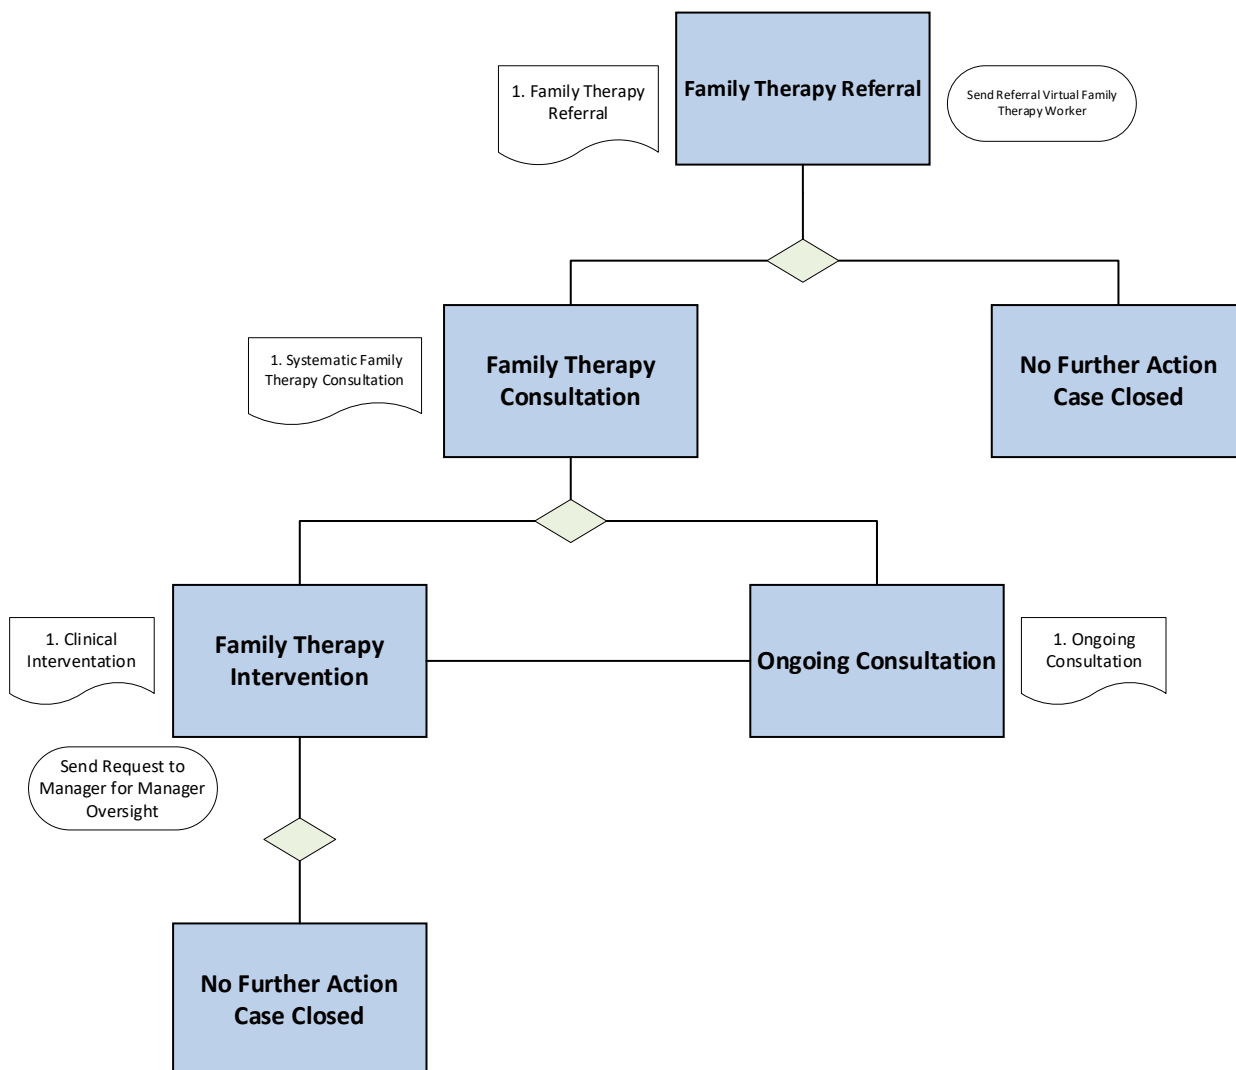 1. Family Therapy
Referral
Family Therapy Referral
Send Referral Virtual Family
Therapy Worker
1. Systematic Family
Therapy Consultation
Family Therapy
Consultation
No Further Action
Case Closed
1. Clinical
Interventation
Family Therapy
Intervention
Ongoing Consultation
1. Ongoing
Consultation
Send Request to
Manager for Manager
Oversight
No Further Action
Case Closed